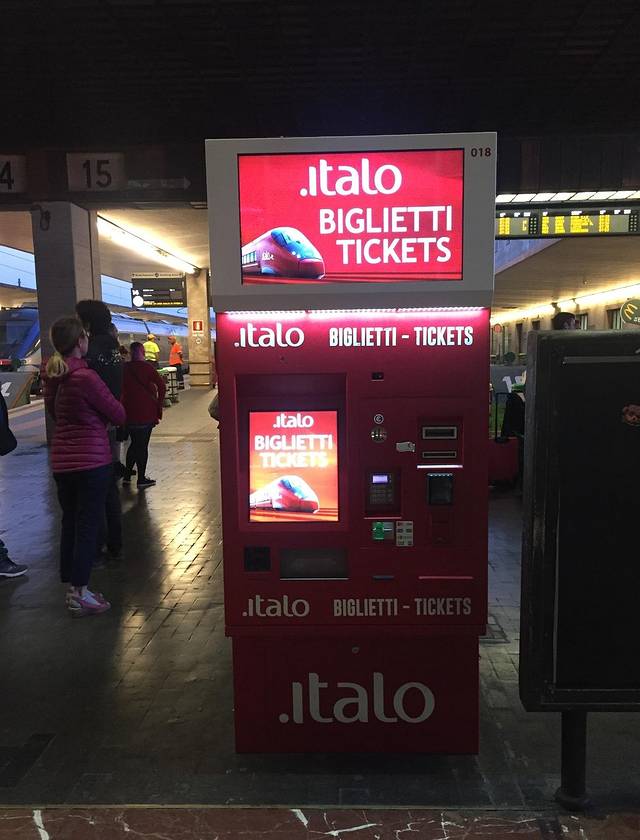 4
15
018
.italo
BIGLIETTI
TICKETS
.italo BIGLIETTI - TICKETS
.italo
BIGLIETTI
TICKETS
.italo BIGLIETTI - TICKETS
.italo